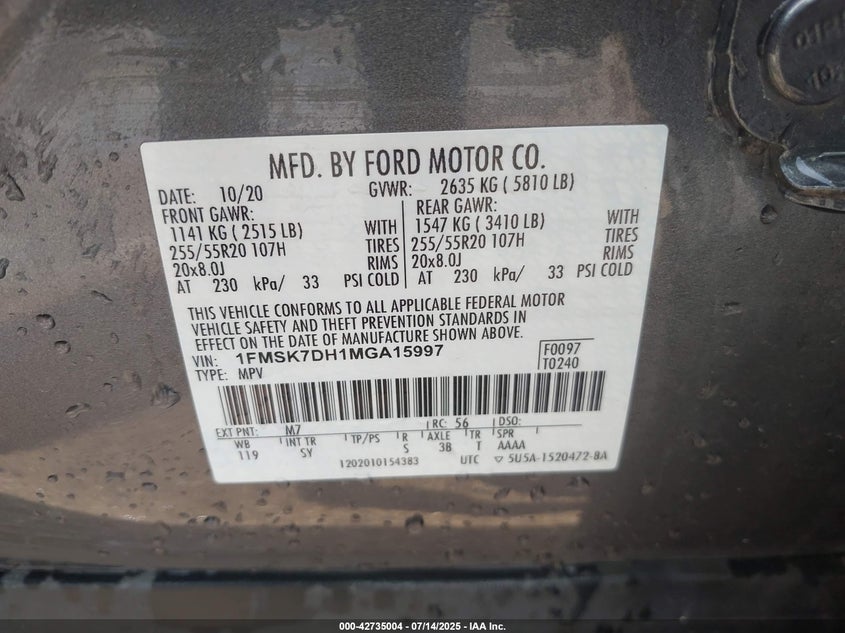 MFD. BY FORD MOTOR CO.
DATE: 10/20 GVWR: 2635 KG ( 5810 LB)
FRONT GAWR: REAR GAWR:
1141 KG ( 2515 LB) WITH 1547 KG ( 3410 LB) WITH
255/55R20 107H TIRES 255/55R20 107H TIRES
20x8.0J RIMS 20x8.0J RIMS
AT 230 kPa/ 33 PSI COLD AT 230 kPa/ 33 PSI COLD
THIS VEHICLE CONFORMS TO ALL APPLICABLE FEDERAL MOTOR
VEHICLE SAFETY AND THEFT PREVENTION STANDARDS IN
EFFECT ON THE DATE OF MANUFACTURE SHOWN ABOVE.
VIN: 1FMSK7DH1MGA15997 F0097
TYPE: MPV T0240
EXT PNT: M7 RC: 56 DSO:
WB INT TR TP/PS R AXLE TR SPR
119 SY S 3B T AAAA
1202010154383 UTC ▽ 5U5A-1520472-BA
000-42735004 - 07/14/2025 - IAA Inc.